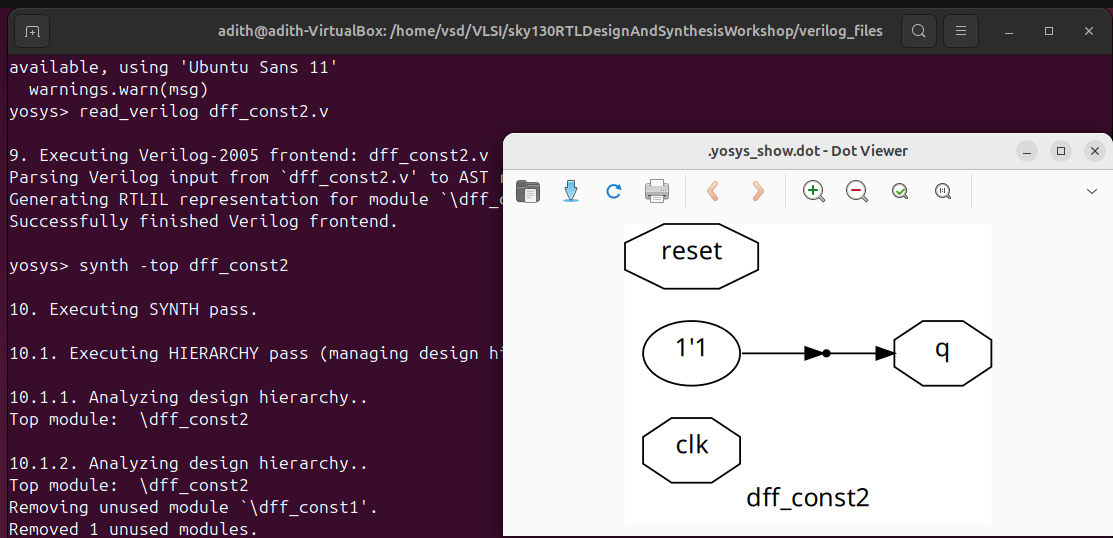 adith@adith-VirtualBox: /home/vsd/VLSI/sky130RTLDesignAndSynthesisWorkshop/verilog_files
available, using 'Ubuntu Sans 11'
  warnings.warn(msg)
yosys> read_verilog dff_const2.v
9. Executing Verilog-2005 frontend: dff_const2.v
Parsing Verilog input from `dff_const2.v' to AST
Generating RTLIL representation for module `\dff_
Successfully finished Verilog frontend.
yosys> synth -top dff_const2
10. Executing SYNTH pass.
10.1. Executing HIERARCHY pass (managing design hi
10.1.1. Analyzing design hierarchy..
Top module:  \dff_const2
10.1.2. Analyzing design hierarchy..
Top module:  \dff_const2
Removing unused module `\dff_const1'.
Removed 1 unused modules.
.yosys_show.dot - Dot Viewer
reset
1'1
q
clk
dff_const2